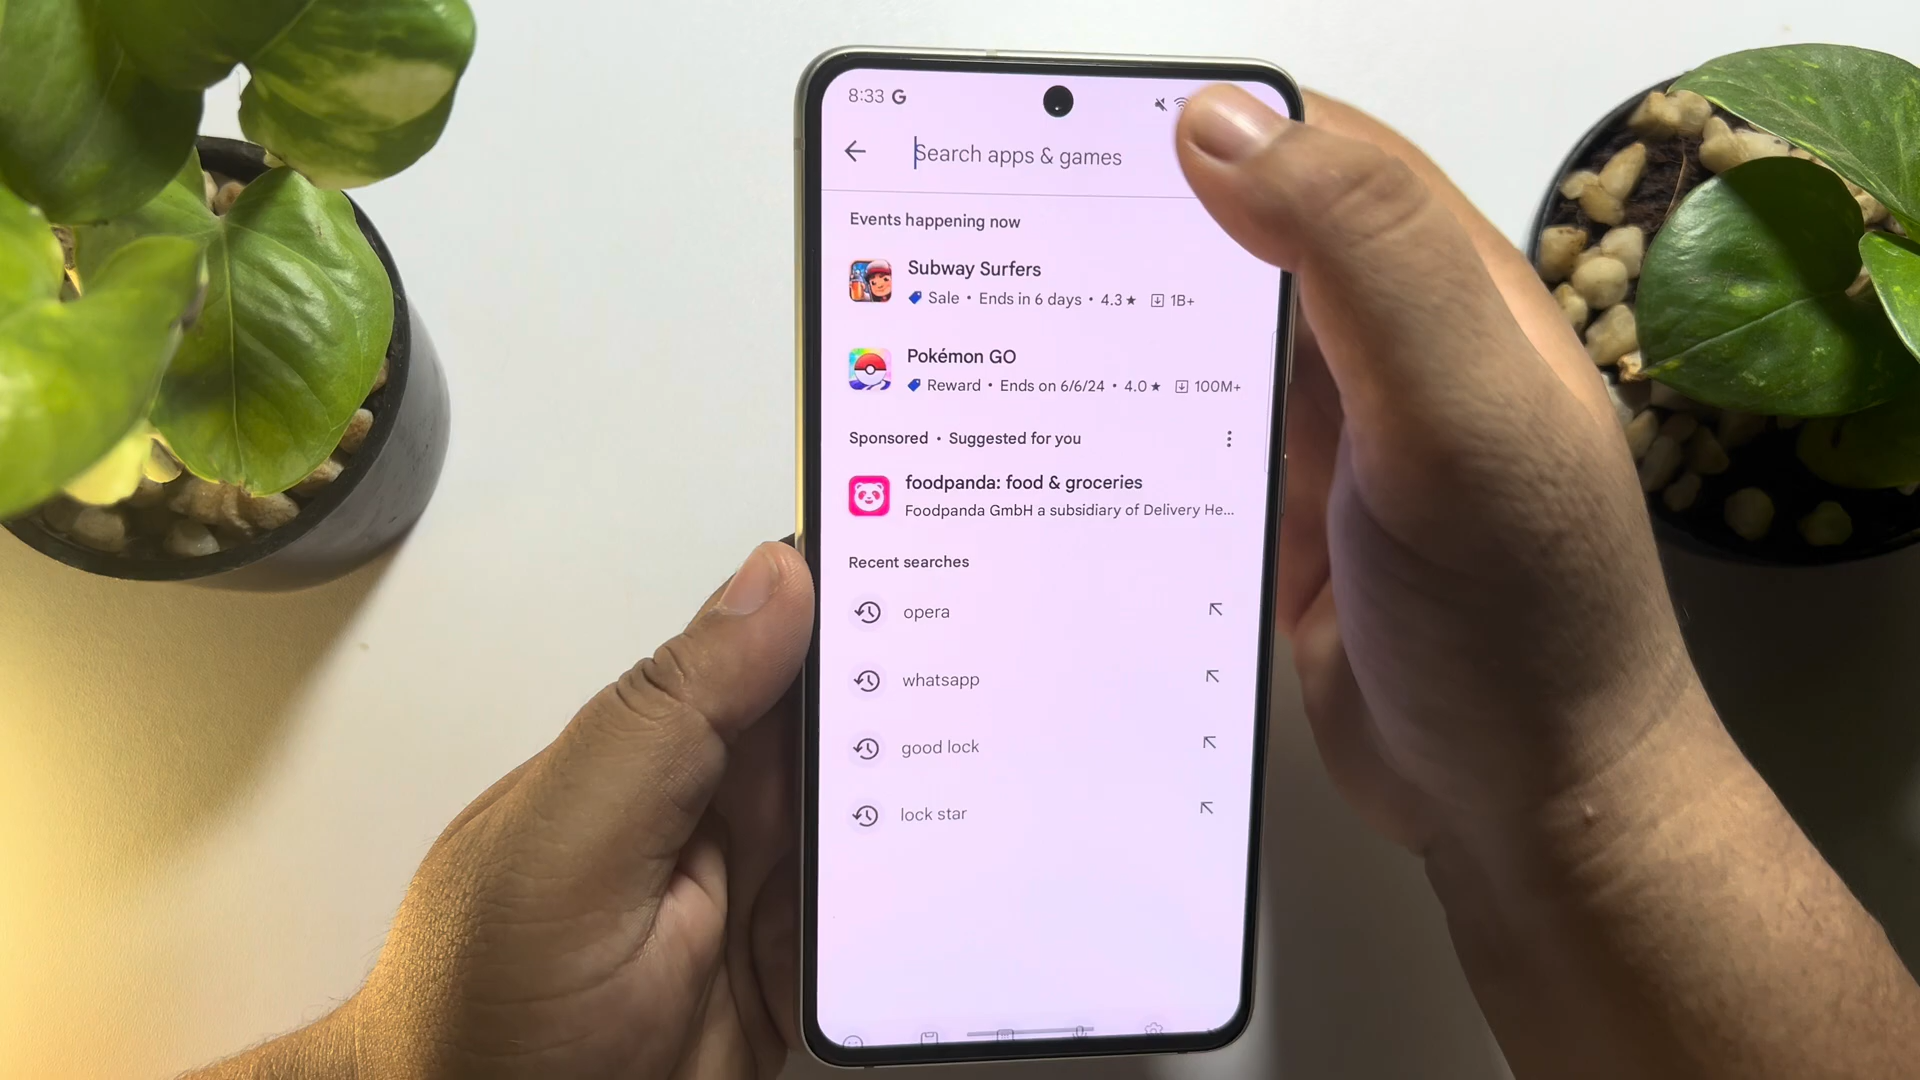 8:33 G
Search apps & games
Events happening now
Subway Surfers
Sale • Ends in 6 days • 4.3★ 1B+
Pokémon GO
Reward • Ends on 6/6/24 • 4.0★ 100M+
Sponsored • Suggested for you
foodpanda: food & groceries
Foodpanda GmbH a subsidiary of Delivery He...
Recent searches
opera
whatsapp
good lock
lock star